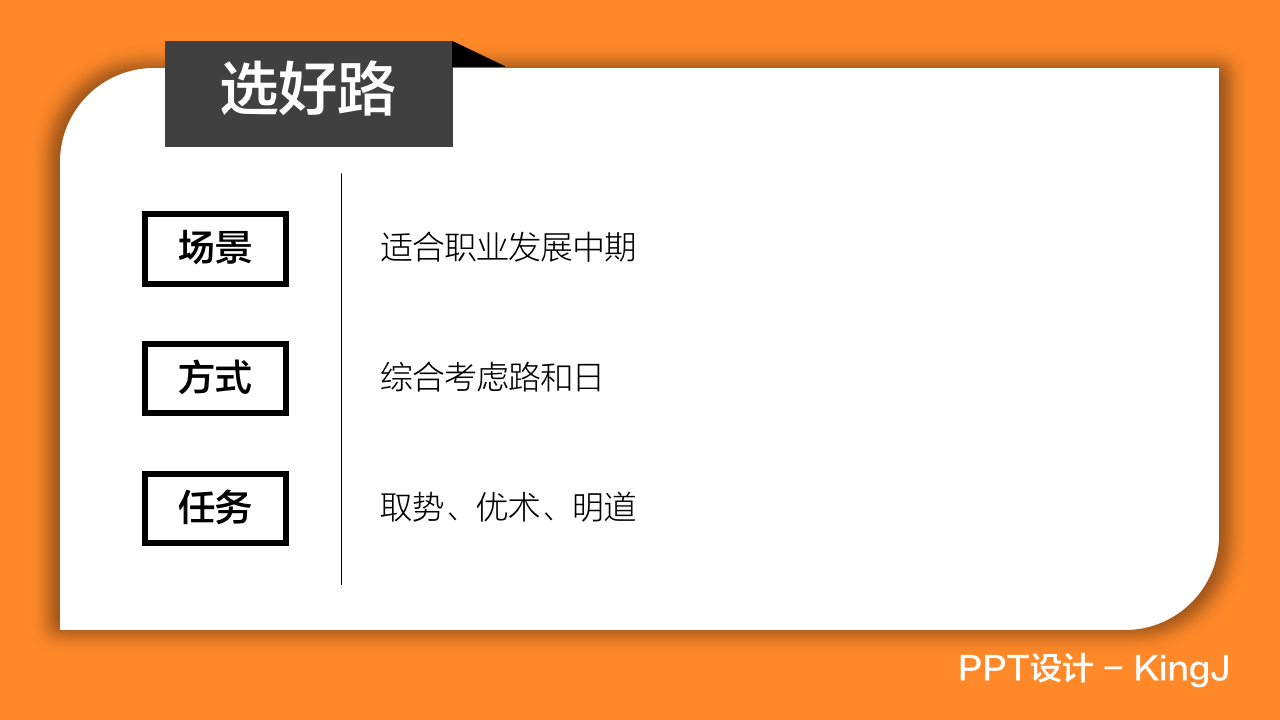 选好路
场景
适合职业发展中期
方式
综合考虑路和日
任务
取势、优术、明道
PPT设计 – KingJ